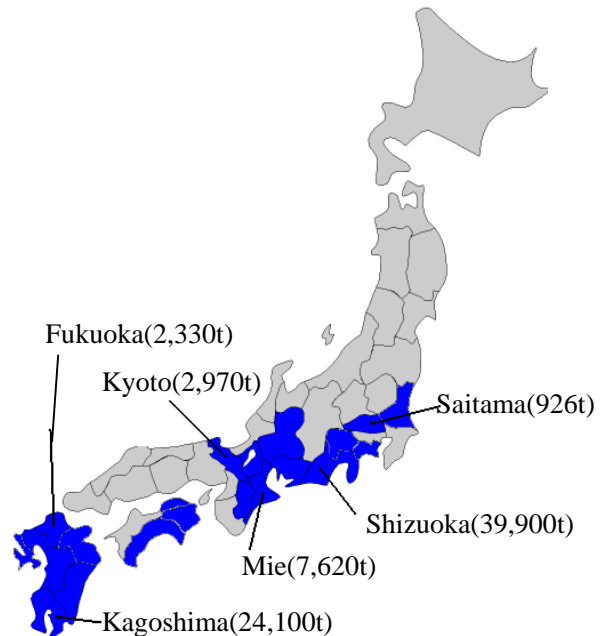 Fukuoka(2,330t)
Kyoto(2,970t)
Saitama(926t)
Shizuoka(39,900t)
Mie(7,620t)
Kagoshima(24,100t)